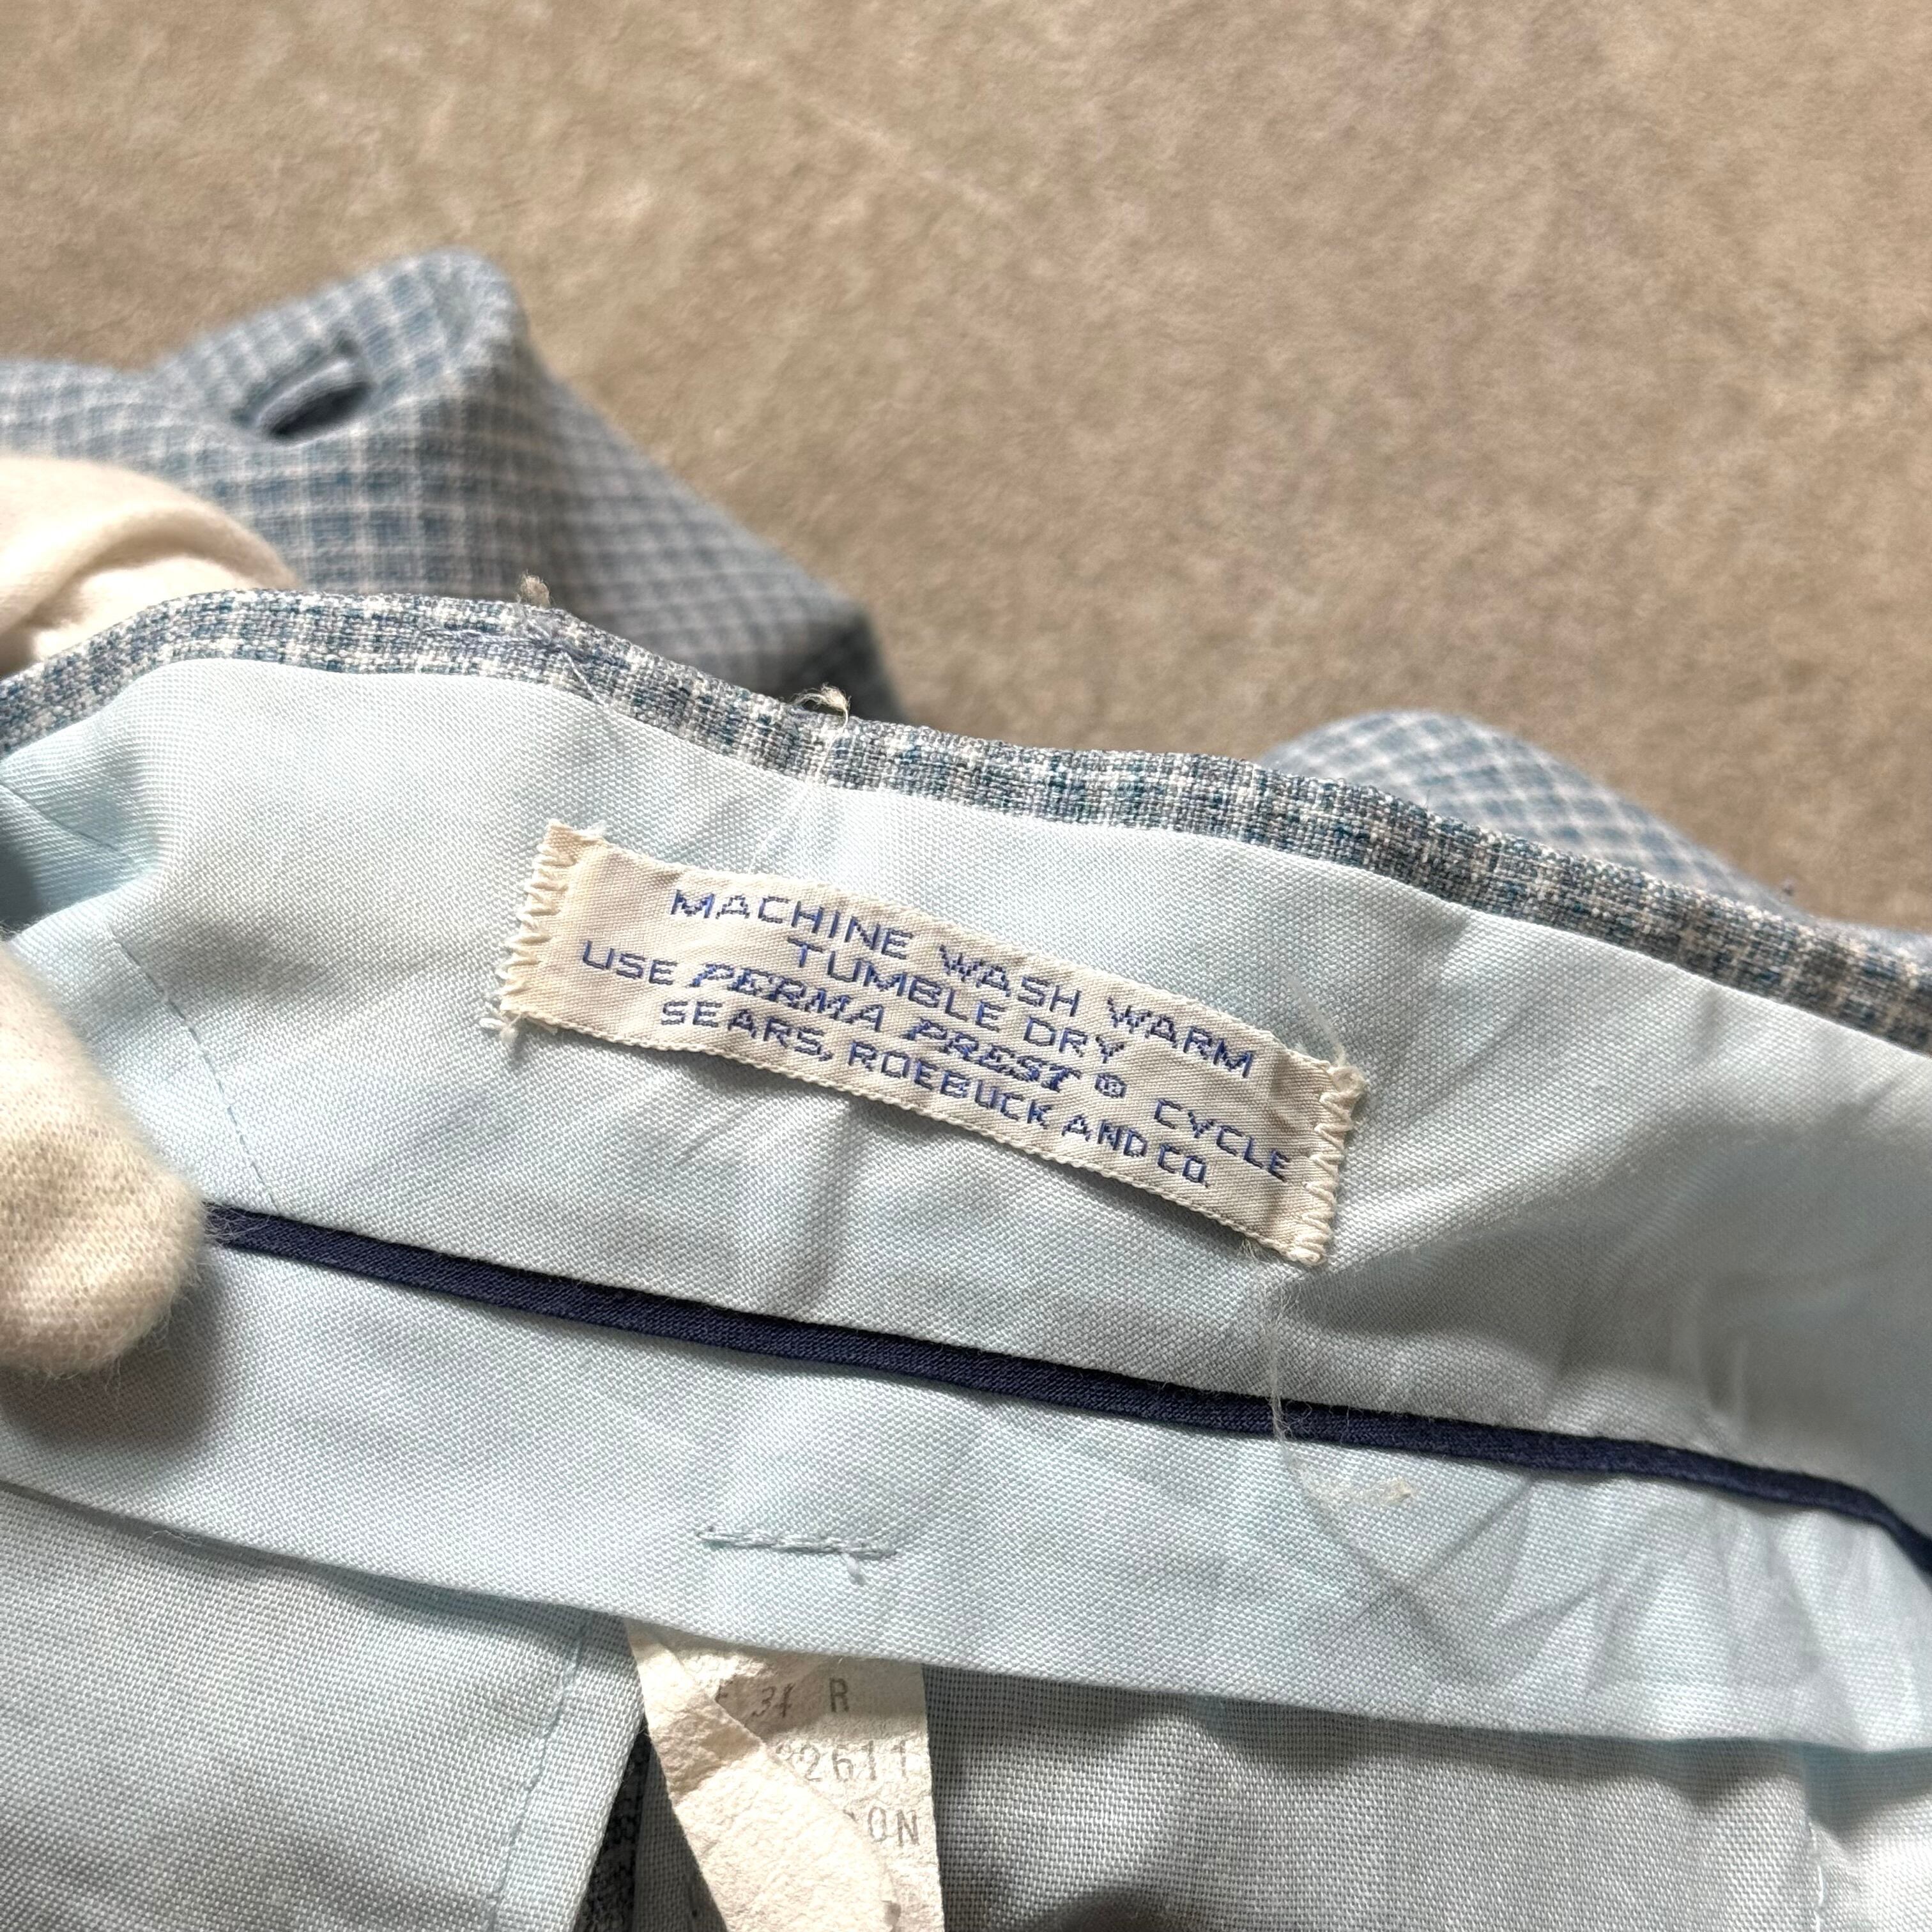 MACHINE WASH WARM
TUMBLE DRY
USE PERMA PREST® CYCLE
SEARS, ROEBUCK AND CO.
34 R
2611
ON